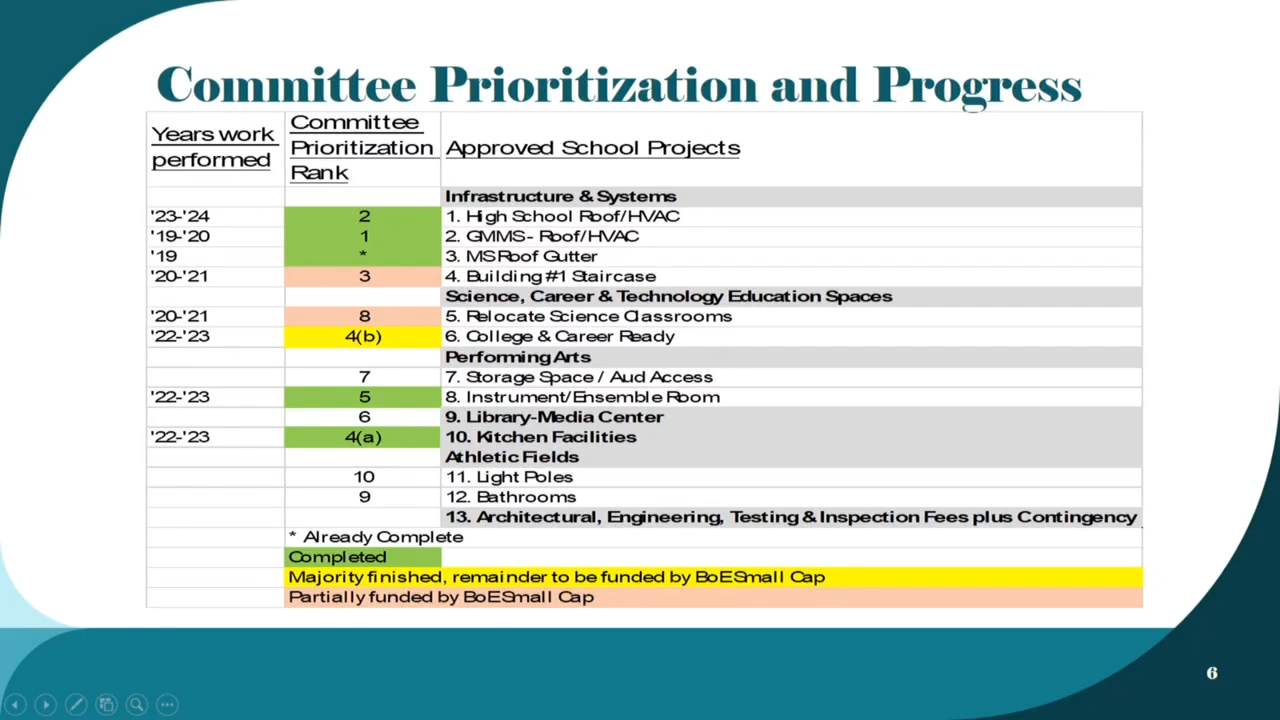 Committee Prioritization and Progress
Years work performed Committee Prioritization Rank Approved School Projects
Infrastructure & Systems
'23-'24 2 1. High School Roof/HVAC
'19-'20 1 2. GMMS - Roof/HVAC
'19 * 3. MS Roof Gutter
'20-'21 3 4. Building #1 Staircase
Science, Career & Technology Education Spaces
'20-'21 8 5. Relocate Science Classrooms
'22-'23 4(b) 6. College & Career Ready
Performing Arts
7 7. Storage Space / Aud Access
'22-'23 5 8. Instrument/Ensemble Room
6 9. Library-Media Center
'22-'23 4(a) 10. Kitchen Facilities
Athletic Fields
10 11. Light Poles
9 12. Bathrooms
13. Architectural, Engineering, Testing & Inspection Fees plus Contingency
* Already Complete
Completed
Majority finished, remainder to be funded by BoE Small Cap
Partially funded by BoE Small Cap
6